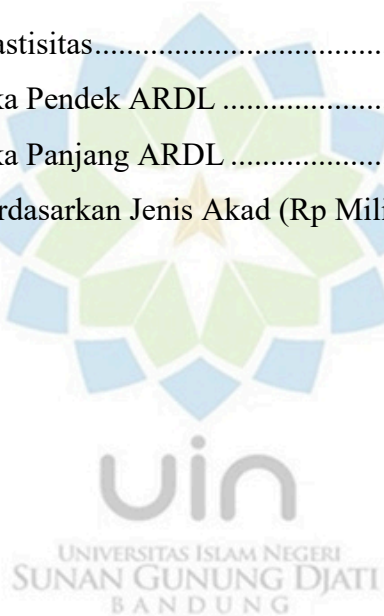 astisitas....................................
ka Pendek ARDL ....................
ka Panjang ARDL ...................
rdasarkan Jenis Akad (Rp Mili
uin
UNIVERSITAS ISLAM NEGERI
SUNAN GUNUNG DJATI
BANDUNG